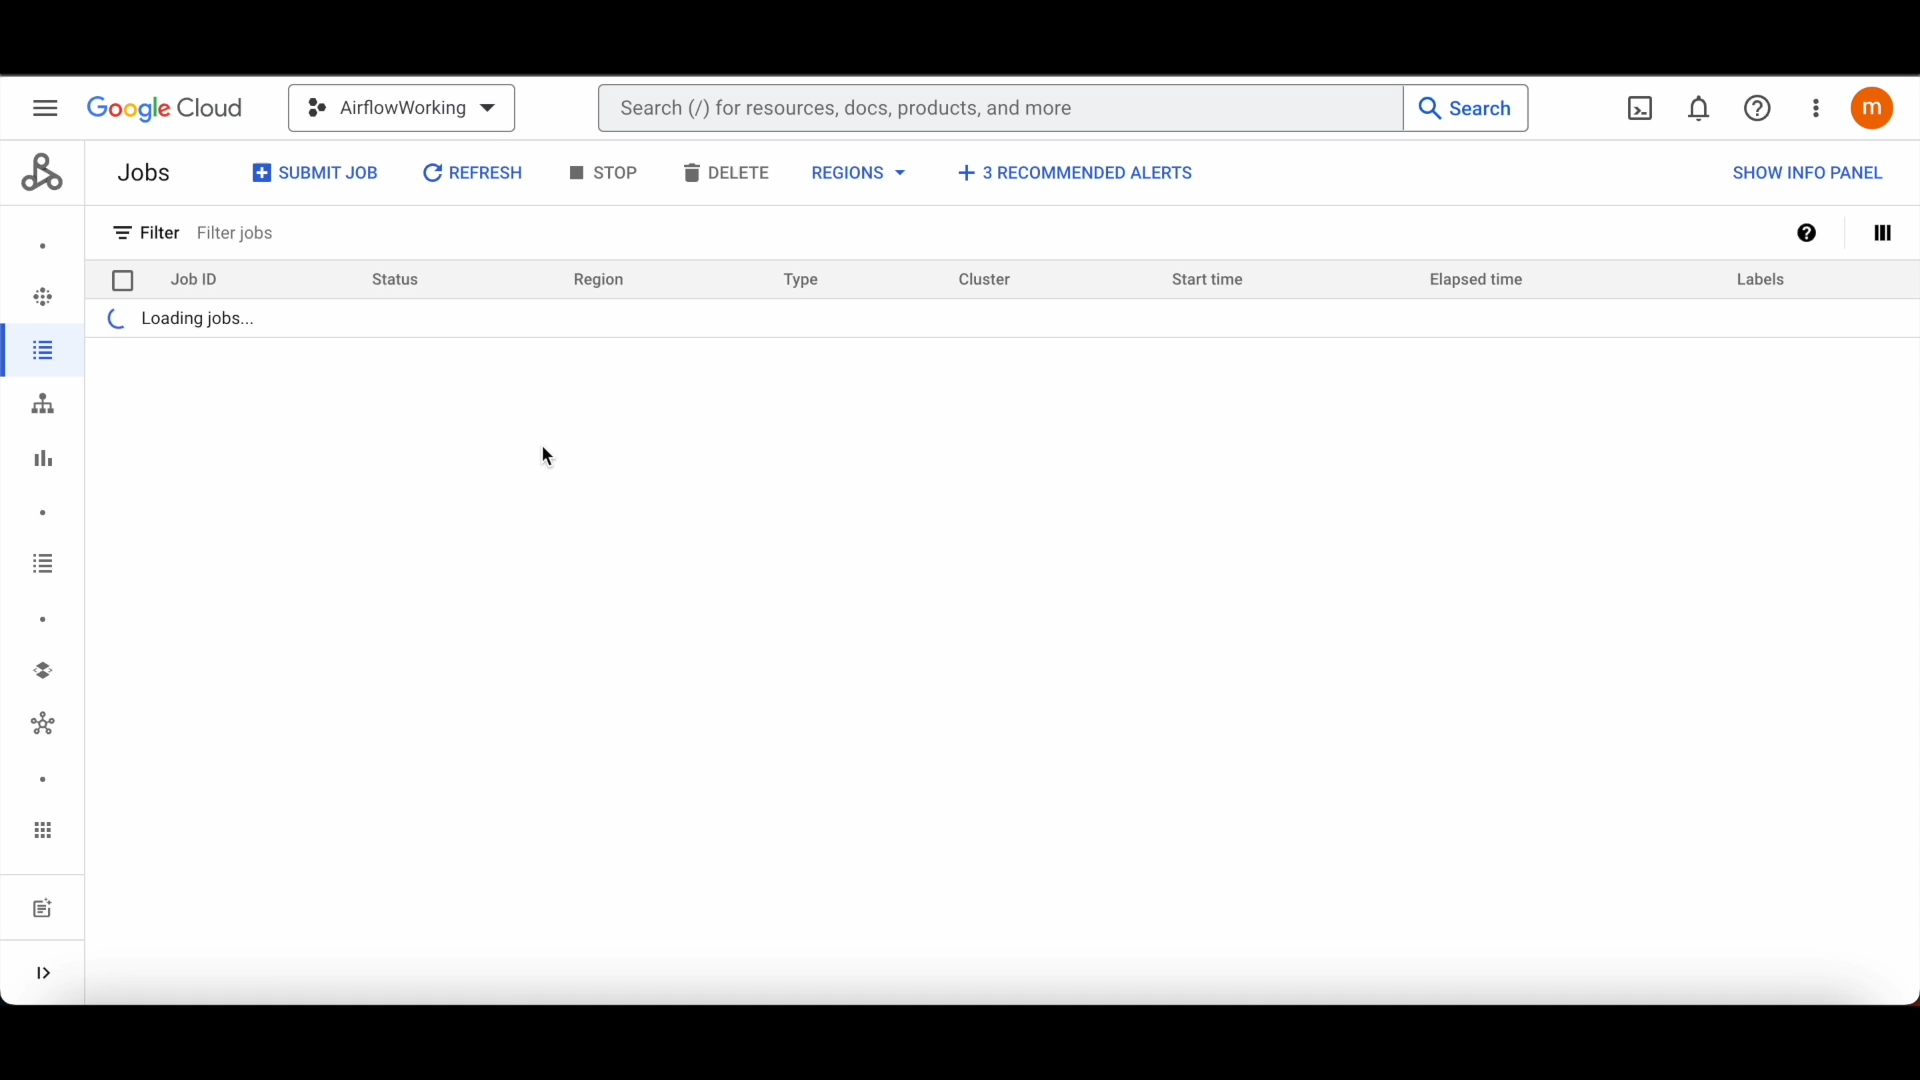 Google Cloud
AirflowWorking
Search (/) for resources, docs, products, and more
Search
m
Jobs
SUBMIT JOB
REFRESH
STOP
DELETE
REGIONS
3 RECOMMENDED ALERTS
SHOW INFO PANEL
Filter Filter jobs
Job ID Status Region Type Cluster Start time Elapsed time Labels
Loading jobs...